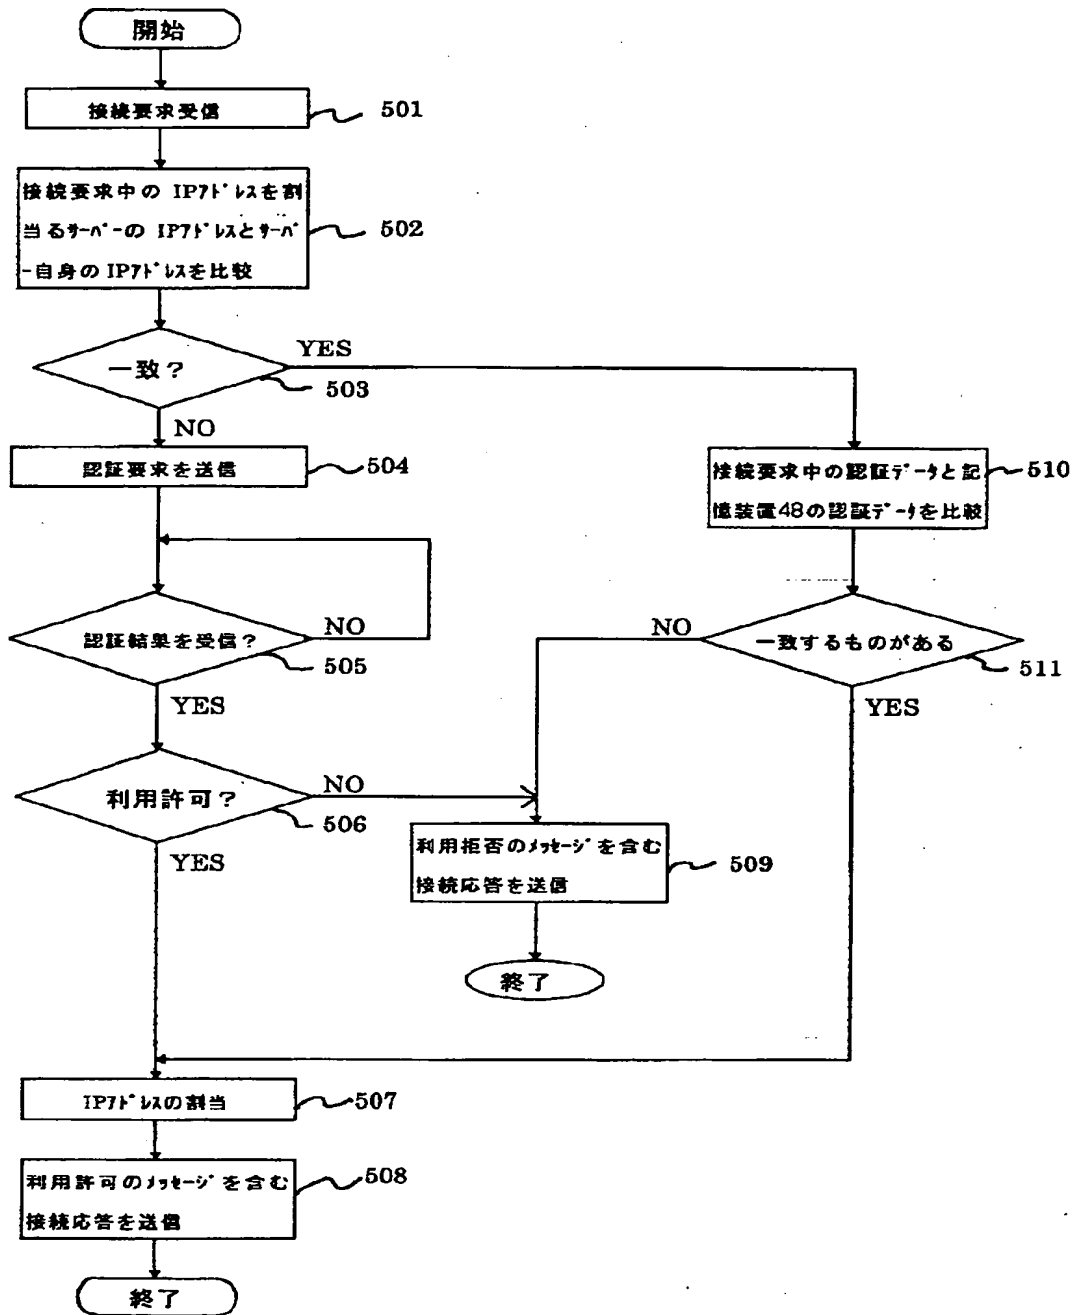 開始
接続要求受信
501
接続要求中の IPアドレスを割
当るサーバーの IPアドレスとサーバ
ー自身のIPアドレスを比較
502
一致?
503
YES
NO
認証要求を送信
504
認証結果を受信?
505
NO
YES
利用許可?
506
NO
YES
接続要求中の認証データと記
憶装置48の認証データを比較
510
一致するものがある
511
NO
YES
利用拒否のメッセージを含む
接続応答を送信
509
終了
IPアドレスの割当
507
利用許可のメッセージを含む
接続応答を送信
508
終了